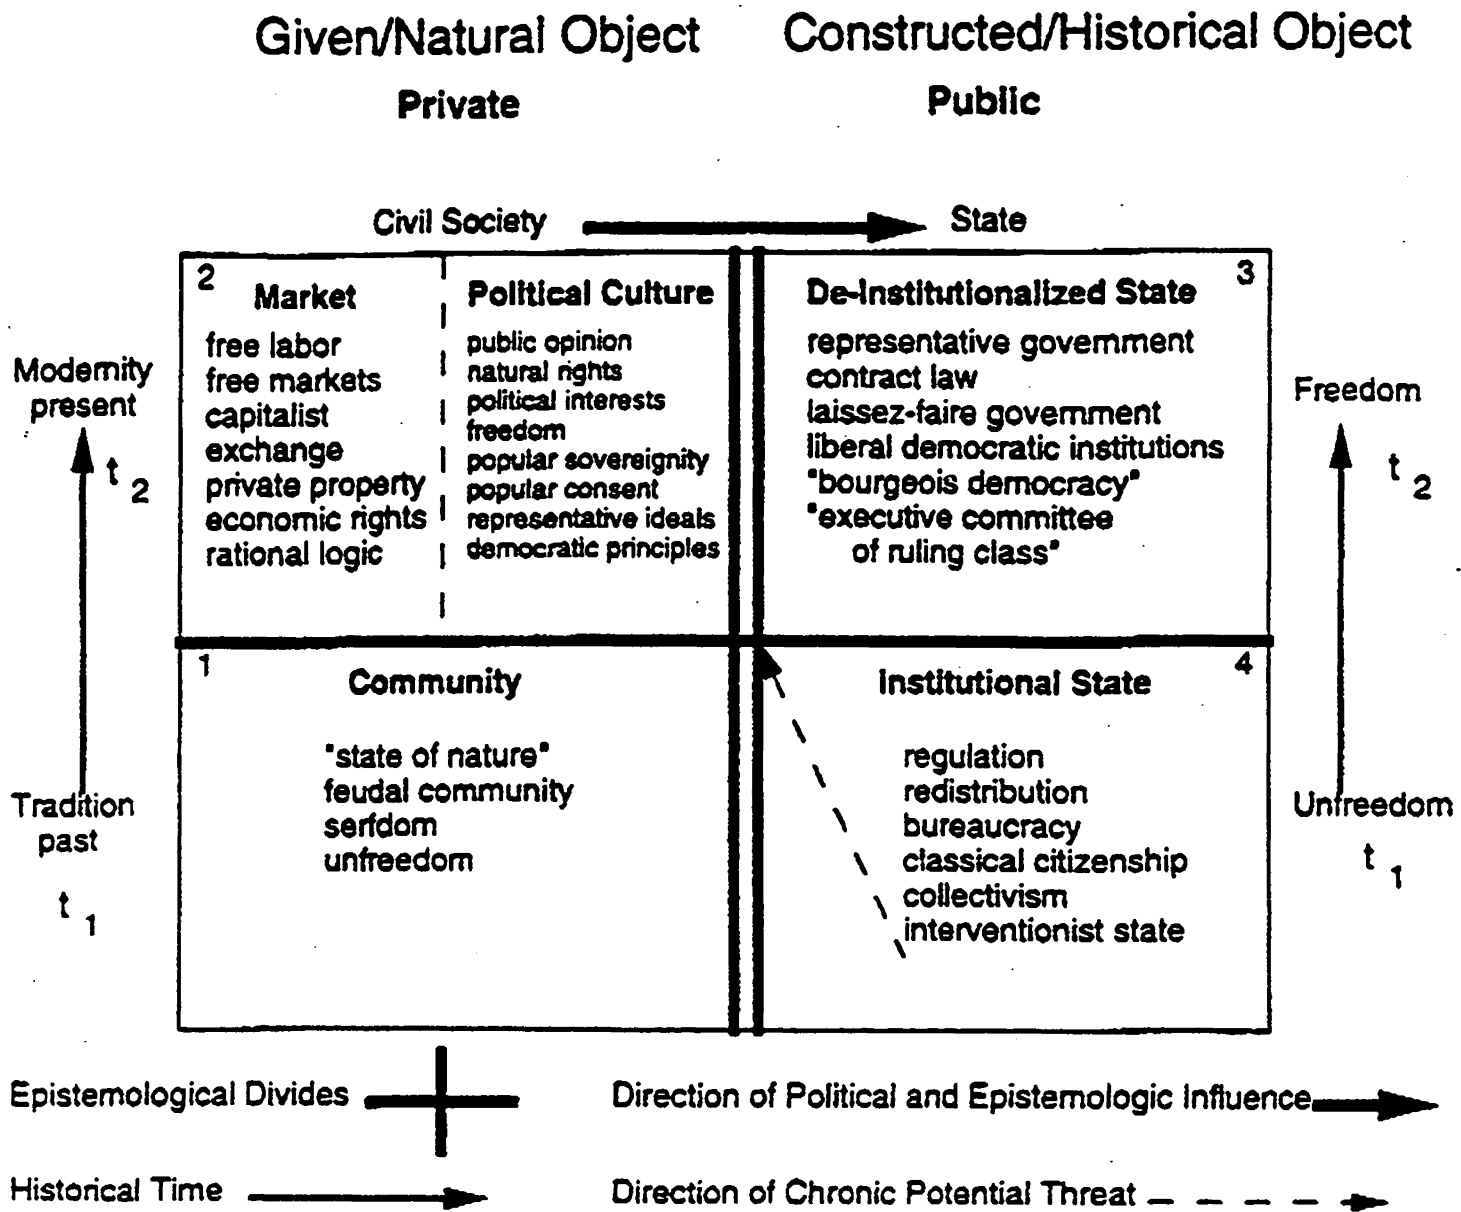 Given/Natural Object
Constructed/Historical Object
Private
Public
Civil Society
State
2
Market
free labor
free markets
capitalist
exchange
private property
economic rights
rational logic
Political Culture
public opinion
natural rights
political interests
freedom
popular sovereignity
popular consent
representative ideals
democratic principles
3
De-Institutionalized State
representative government
contract law
laissez-faire government
liberal democratic institutions
"bourgeois democracy"
"executive committee
of ruling class"
Modernity
present
t 2
Tradition
past
t 1
Freedom
t 2
Unfreedom
t 1
1
Community
"state of nature"
feudal community
serfdom
unfreedom
4
Institutional State
regulation
redistribution
bureaucracy
classical citizenship
collectivism
interventionist state
Epistemological Divides
Direction of Political and Epistemologic Influence
Historical Time
Direction of Chronic Potential Threat